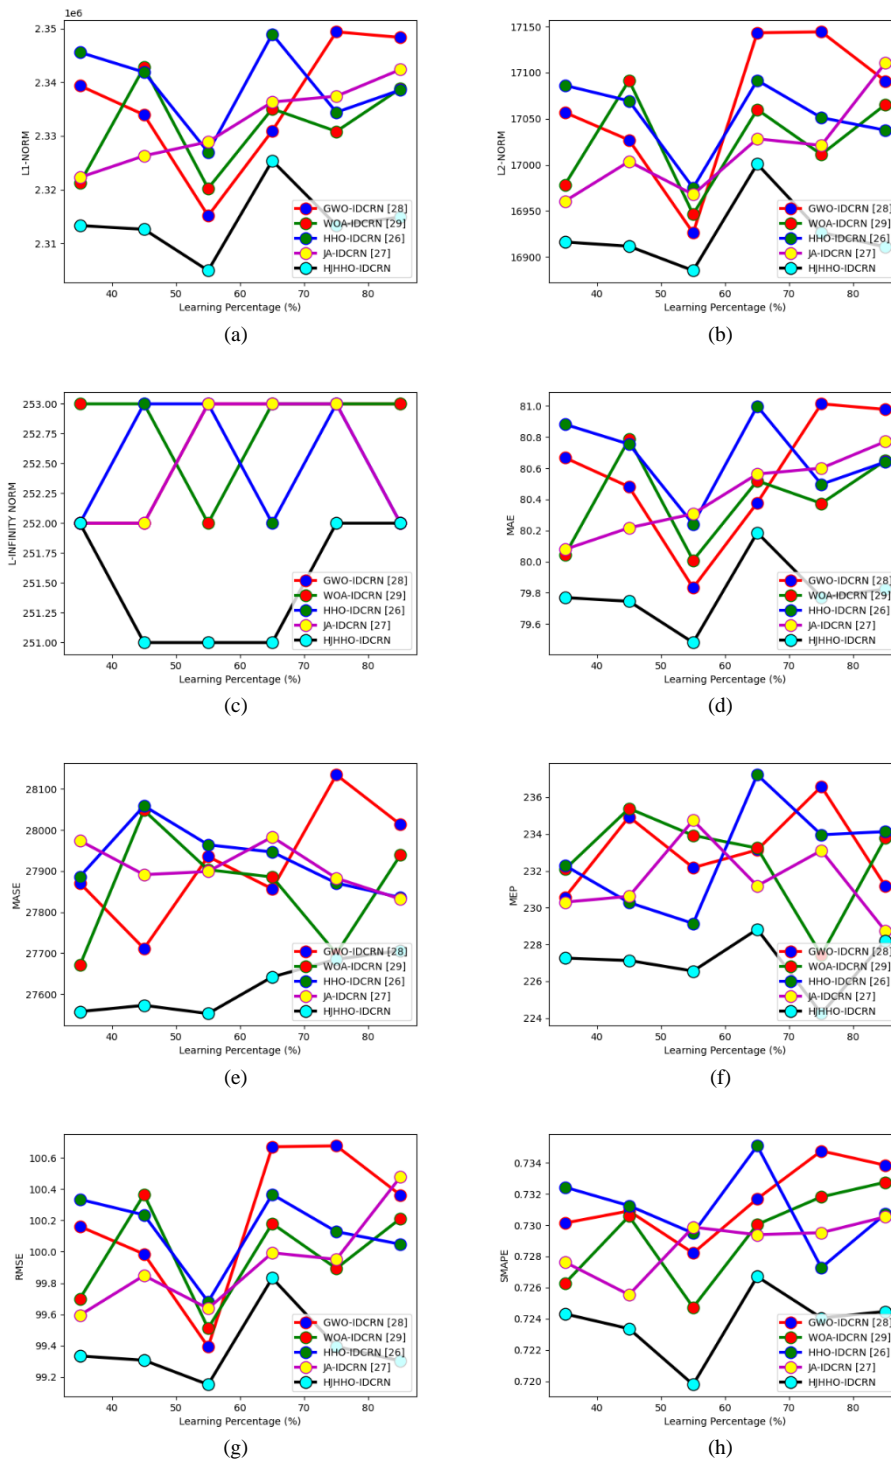 1e6
2.35
2.34
2.33
2.32
2.31
L1-NORM
GWO-IDCRN [28]
WOA-IDCRN [29]
HHO-IDCRN [26]
JA-IDCRN [27]
HJHHO-IDCRN
40 50 60 70 80
Learning Percentage (%)
(a)
17150
17100
17050
17000
16950
16900
L2-NORM
GWO-IDCRN [28]
WOA-IDCRN [29]
HHO-IDCRN [26]
JA-IDCRN [27]
HJHHO-IDCRN
40 50 60 70 80
Learning Percentage (%)
(b)
253.00
252.75
252.50
252.25
252.00
251.75
251.50
251.25
251.00
L-INFINITY NORM
GWO-IDCRN [28]
WOA-IDCRN [29]
HHO-IDCRN [26]
JA-IDCRN [27]
HJHHO-IDCRN
40 50 60 70 80
Learning Percentage (%)
(c)
81.0
80.8
80.6
80.4
80.2
80.0
79.8
79.6
MAE
GWO-IDCRN [28]
WOA-IDCRN [29]
HHO-IDCRN [26]
JA-IDCRN [27]
HJHHO-IDCRN
40 50 60 70 80
Learning Percentage (%)
(d)
28100
28000
27900
27800
27700
27600
MASE
GWO-IDCRN [28]
WOA-IDCRN [29]
HHO-IDCRN [26]
JA-IDCRN [27]
HJHHO-IDCRN
40 50 60 70 80
Learning Percentage (%)
(e)
236
234
232
230
228
226
224
MEP
GWO-IDCRN [28]
WOA-IDCRN [29]
HHO-IDCRN [26]
JA-IDCRN [27]
HJHHO-IDCRN
40 50 60 70 80
Learning Percentage (%)
(f)
100.6
100.4
100.2
100.0
99.8
99.6
99.4
99.2
RMSE
GWO-IDCRN [28]
WOA-IDCRN [29]
HHO-IDCRN [26]
JA-IDCRN [27]
HJHHO-IDCRN
40 50 60 70 80
Learning Percentage (%)
(g)
0.734
0.732
0.730
0.728
0.726
0.724
0.722
0.720
SMAPE
GWO-IDCRN [28]
WOA-IDCRN [29]
HHO-IDCRN [26]
JA-IDCRN [27]
HJHHO-IDCRN
40 50 60 70 80
Learning Percentage (%)
(h)